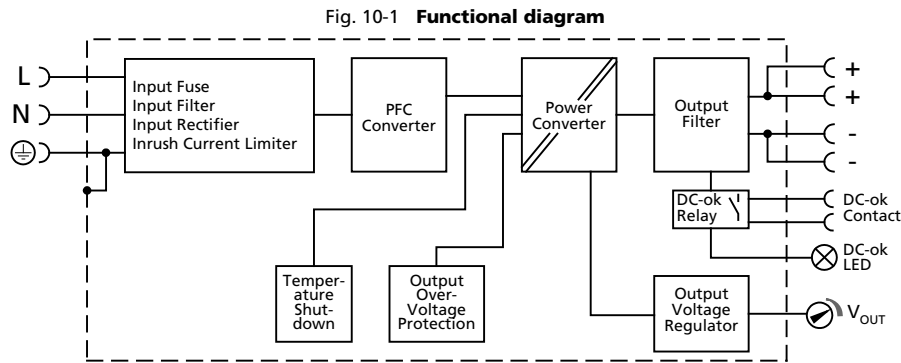 Fig. 10-1 Functional diagram
L
N
Input Fuse
Input Filter
Input Rectifier
Inrush Current Limiter
PFC
Converter
Power
Converter
Output
Filter
+
+
-
-
DC-ok
Relay
DC-ok
Contact
DC-ok
LED
Temper-
ature
Shut-
down
Output
Over-
Voltage
Protection
Output
Voltage
Regulator
VOUT